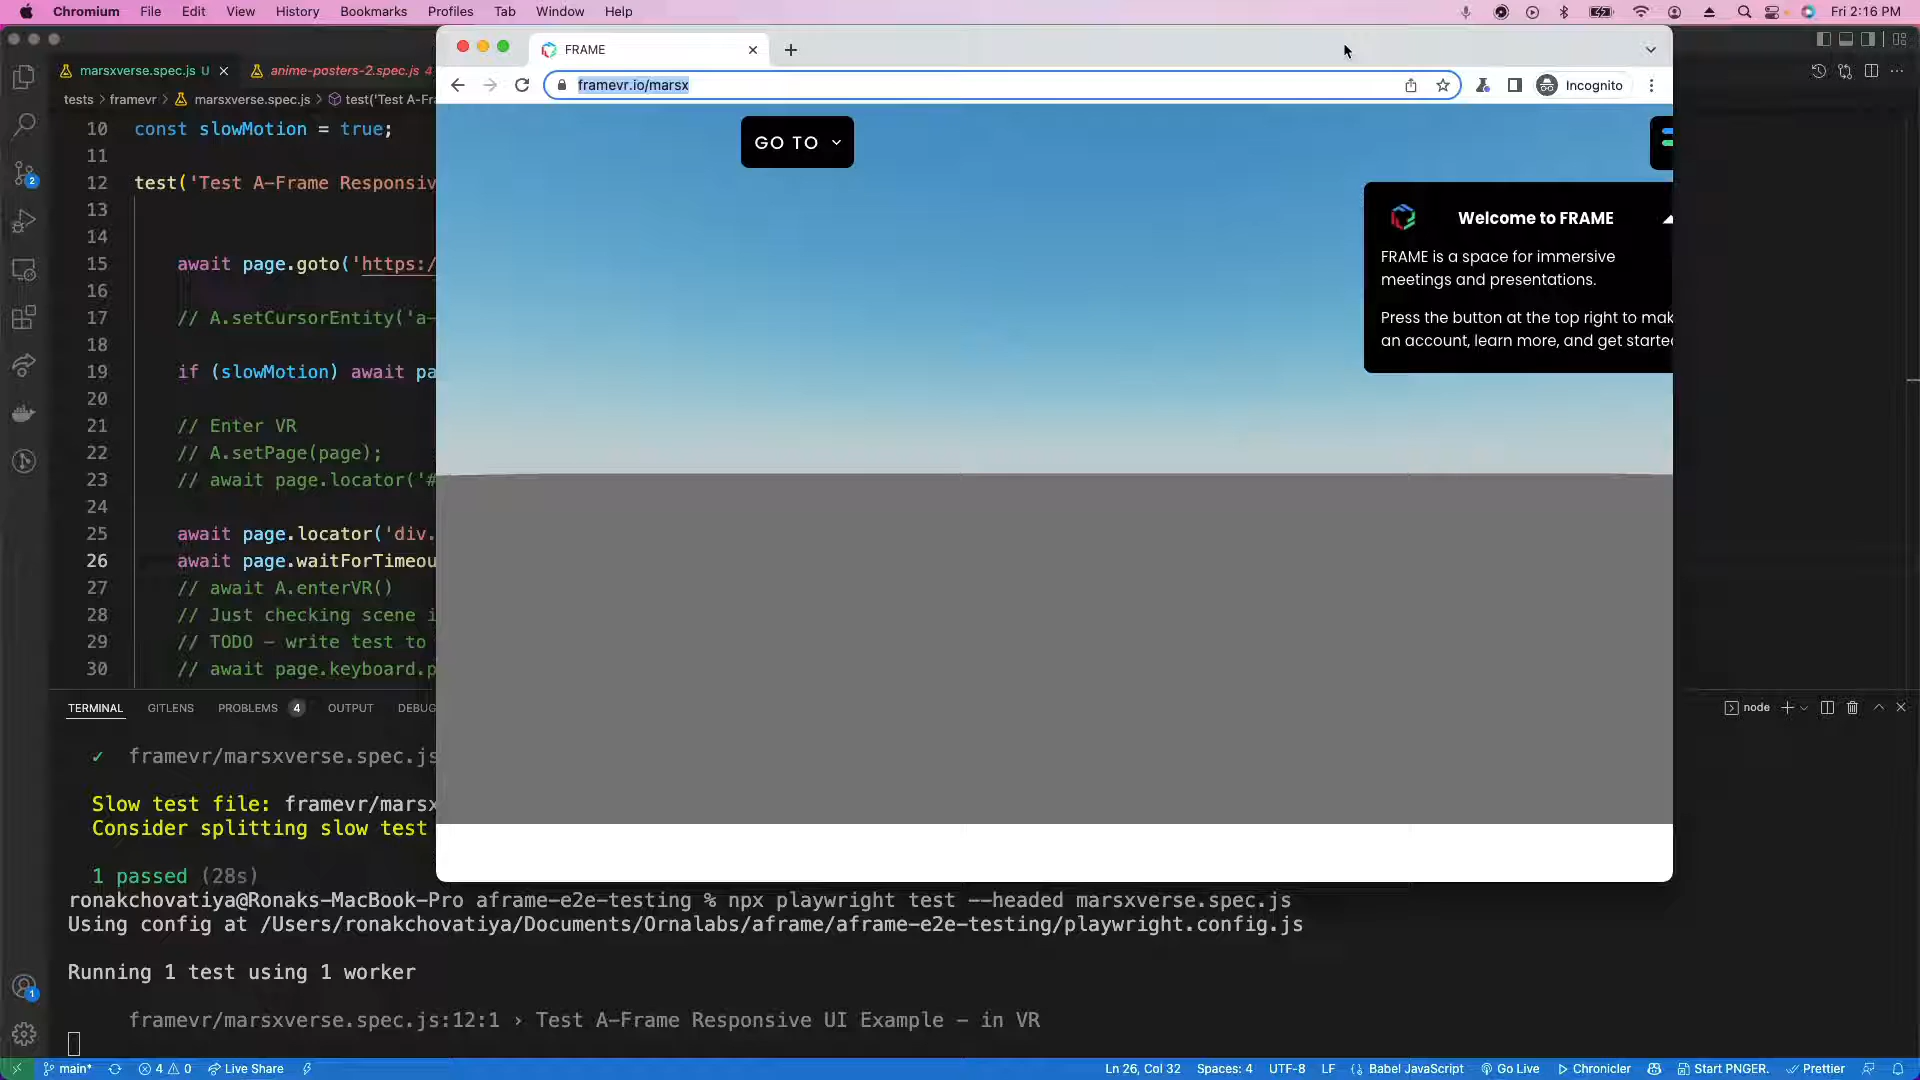 Chromium File Edit View History Bookmarks Profiles Tab Window Help Fri 2:16 PM
marsxverse.spec.js U anime-posters-2.spec.js 4
tests > framevr > marsxverse.spec.js > test('Test A-Fr
FRAME
framevr.io/marsx
Incognito
GO TO
Welcome to FRAME
FRAME is a space for immersive
meetings and presentations.
Press the button at the top right to mak
an account, learn more, and get starte
10 const slowMotion = true;
11
12 test('Test A-Frame Responsiv
13
14
15 await page.goto('https:/
16
17 // A.setCursorEntity('a-
18
19 if (slowMotion) await pa
20
21 // Enter VR
22 // A.setPage(page);
23 // await page.locator('#
24
25 await page.locator('div.
26 await page.waitForTimeou
27 // await A.enterVR()
28 // Just checking scene i
29 // TODO - write test to
30 // await page.keyboard.p
2
1
TERMINAL GITLENS PROBLEMS 4 OUTPUT DEBUG node
✓ framevr/marsxverse.spec.js
Slow test file: framevr/marsx
Consider splitting slow test
1 passed (28s)
ronakchovatiya@Ronaks-MacBook-Pro aframe-e2e-testing % npx playwright test --headed marsxverse.spec.js
Using config at /Users/ronakchovatiya/Documents/Ornalabs/aframe/aframe-e2e-testing/playwright.config.js
Running 1 test using 1 worker
framevr/marsxverse.spec.js:12:1 › Test A-Frame Responsive UI Example - in VR
main* 4 0 Live Share Ln 26, Col 32 Spaces: 4 UTF-8 LF Babel JavaScript Go Live Chronicler Start PNGER. Prettier